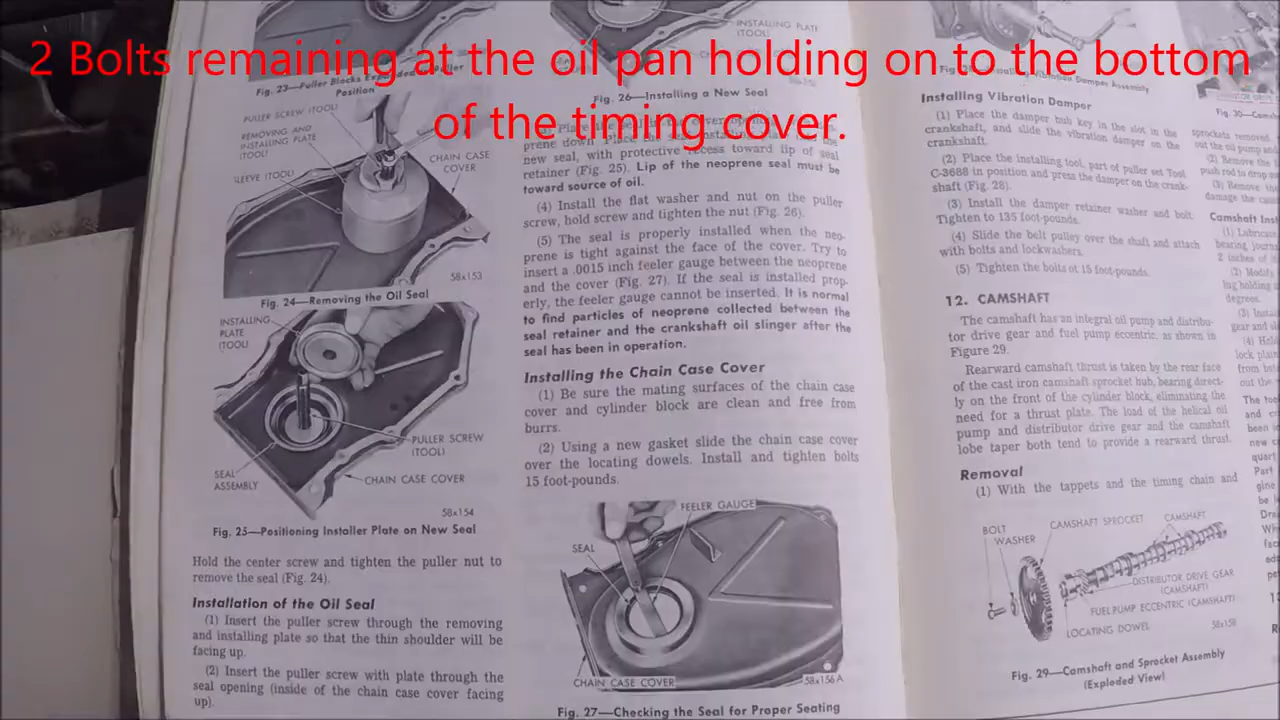 2 Bolts remaining at the oil pan holding on to the bottom
of the timing cover.
Position
PULLER SCREW (TOOL)
REMOVING AND
INSTALLING PLATE
(TOOL)
SLEEVE (TOOL)
CHAIN CASE
COVER
58x153
Fig. 24—Removing the Oil Seal
INSTALLING
PLATE
(TOOL)
PULLER SCREW
(TOOL)
SEAL
ASSEMBLY
CHAIN CASE COVER
58x154
Fig. 25—Positioning Installer Plate on New Seal
Hold the center screw and tighten the puller nut to
remove the seal (Fig. 24).
Installation of the Oil Seal
(1) Insert the puller screw through the removing
and installing plate so that the thin shoulder will be
facing up.
(2) Insert the puller screw with plate through the
seal opening (inside of the chain case cover facing
up).
INSTALLING PLATE
(TOOL)
Fig. 26—Installing a New Seal
new seal, with protective recess toward lip of seal
retainer (Fig. 25). Lip of the neoprene seal must be
toward source of oil.
(4) Install the flat washer and nut on the puller
screw, hold screw and tighten the nut (Fig. 26).
(5) The seal is properly installed when the neo-
prene is tight against the face of the cover. Try to
insert a .0015 inch feeler gauge between the neoprene
and the cover (Fig. 27). If the seal is installed prop-
erly, the feeler gauge cannot be inserted. It is normal
to find particles of neoprene collected between the
seal retainer and the crankshaft oil slinger after the
seal has been in operation.
Installing the Chain Case Cover
(1) Be sure the mating surfaces of the chain case
cover and cylinder block are clean and free from
burrs.
(2) Using a new gasket slide the chain case cover
over the locating dowels. Install and tighten bolts
15 foot-pounds.
FEELER GAUGE
SEAL
CHAIN CASE COVER
58x156A
Fig. 27—Checking the Seal for Proper Seating
Installing Vibration Damper
(1) Place the damper hub key in the slot in the
crankshaft, and slide the vibration damper on the
crankshaft.
(2) Place the installing tool, part of puller set Tool
C-3688 in position and press the damper on the crank-
shaft (Fig. 28).
(3) Install the damper retainer washer and bolt.
Tighten to 135 foot-pounds.
(4) Slide the belt pulley over the shaft and attach
with bolts and lockwashers.
(5) Tighten the bolts at 15 foot-pounds.
12. CAMSHAFT
The camshaft has an integral oil pump and distribu-
tor drive gear and fuel pump eccentric, as shown in
Figure 29.
Rearward camshaft thrust is taken by the rear face
of the cast iron camshaft sprocket hub, bearing direct-
ly on the front of the cylinder block, eliminating the
need for a thrust plate. The load of the helical oil
pump and distributor drive gear and the camshaft
lobe taper both tend to provide a rearward thrust.
Removal
(1) With the tappets and the timing chain and
BOLT
WASHER
CAMSHAFT SPROCKET
CAMSHAFT
DISTRIBUTOR DRIVE GEAR
(CAMSHAFT)
FUEL PUMP ECCENTRIC (CAMSHAFT)
LOCATING DOWEL
58x158
Fig. 29—Camshaft and Sprocket Assembly
(Exploded View)
sprockets removed